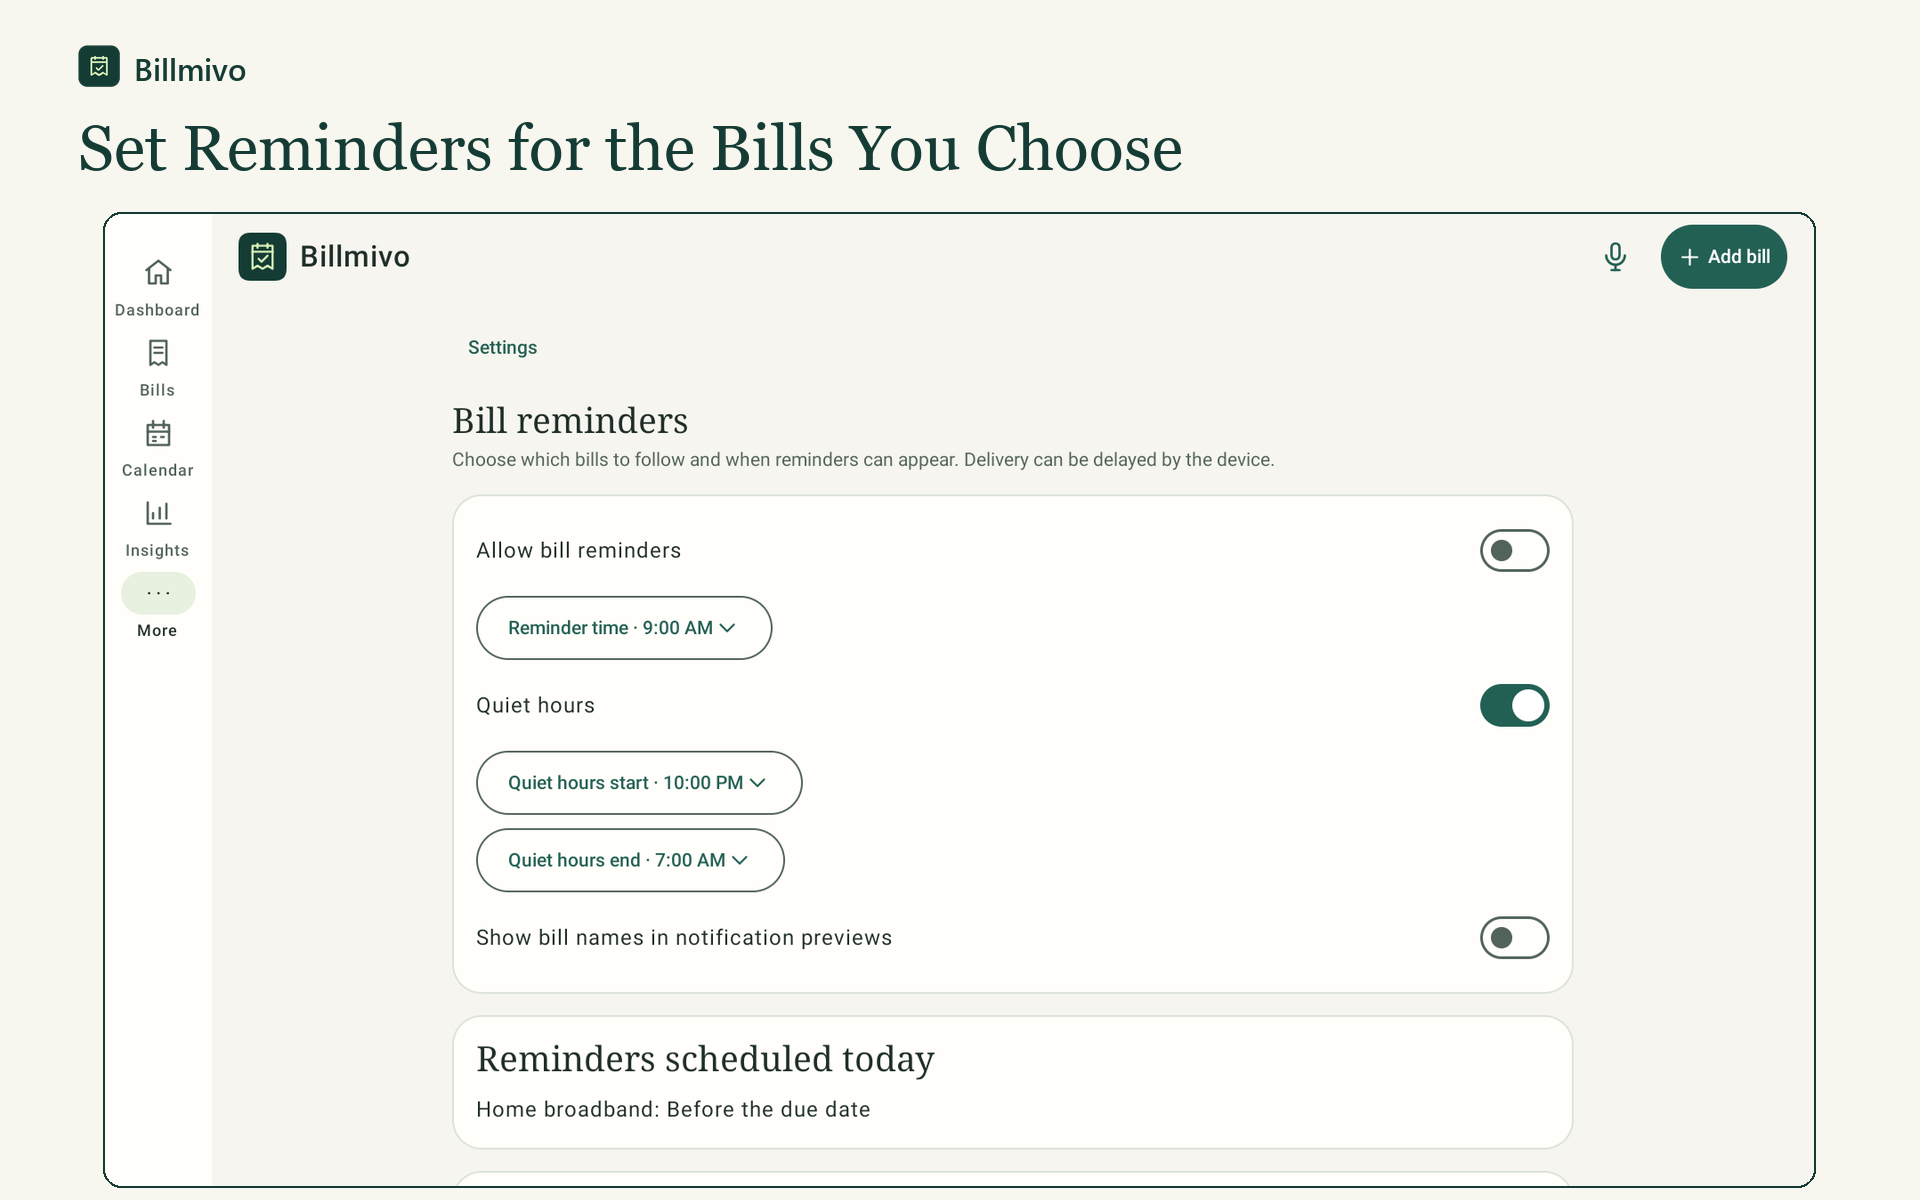 Billmivo
Set Reminders for the Bills You Choose
Billmivo
Add bill
Dashboard
Bills
Calendar
Insights
More
Settings
Bill reminders
Choose which bills to follow and when reminders can appear. Delivery can be delayed by the device.
Allow bill reminders
Reminder time · 9:00 AM
Quiet hours
Quiet hours start · 10:00 PM
Quiet hours end · 7:00 AM
Show bill names in notification previews
Reminders scheduled today
Home broadband: Before the due date